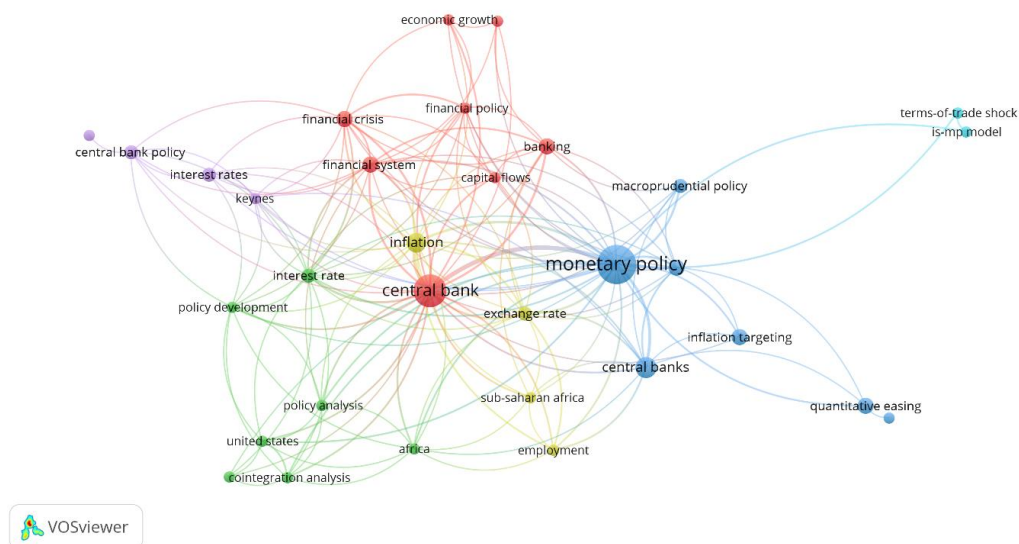 economic growth
financial policy
financial crisis
terms-of-trade shock
is-mp model
central bank policy
banking
financial system
interest rates
capital flows
macroprudential policy
keynes
inflation
monetary policy
interest rate
central bank
policy development
exchange rate
inflation targeting
central banks
sub-saharan africa
policy analysis
quantitative easing
united states
africa
employment
cointegration analysis
VOSviewer